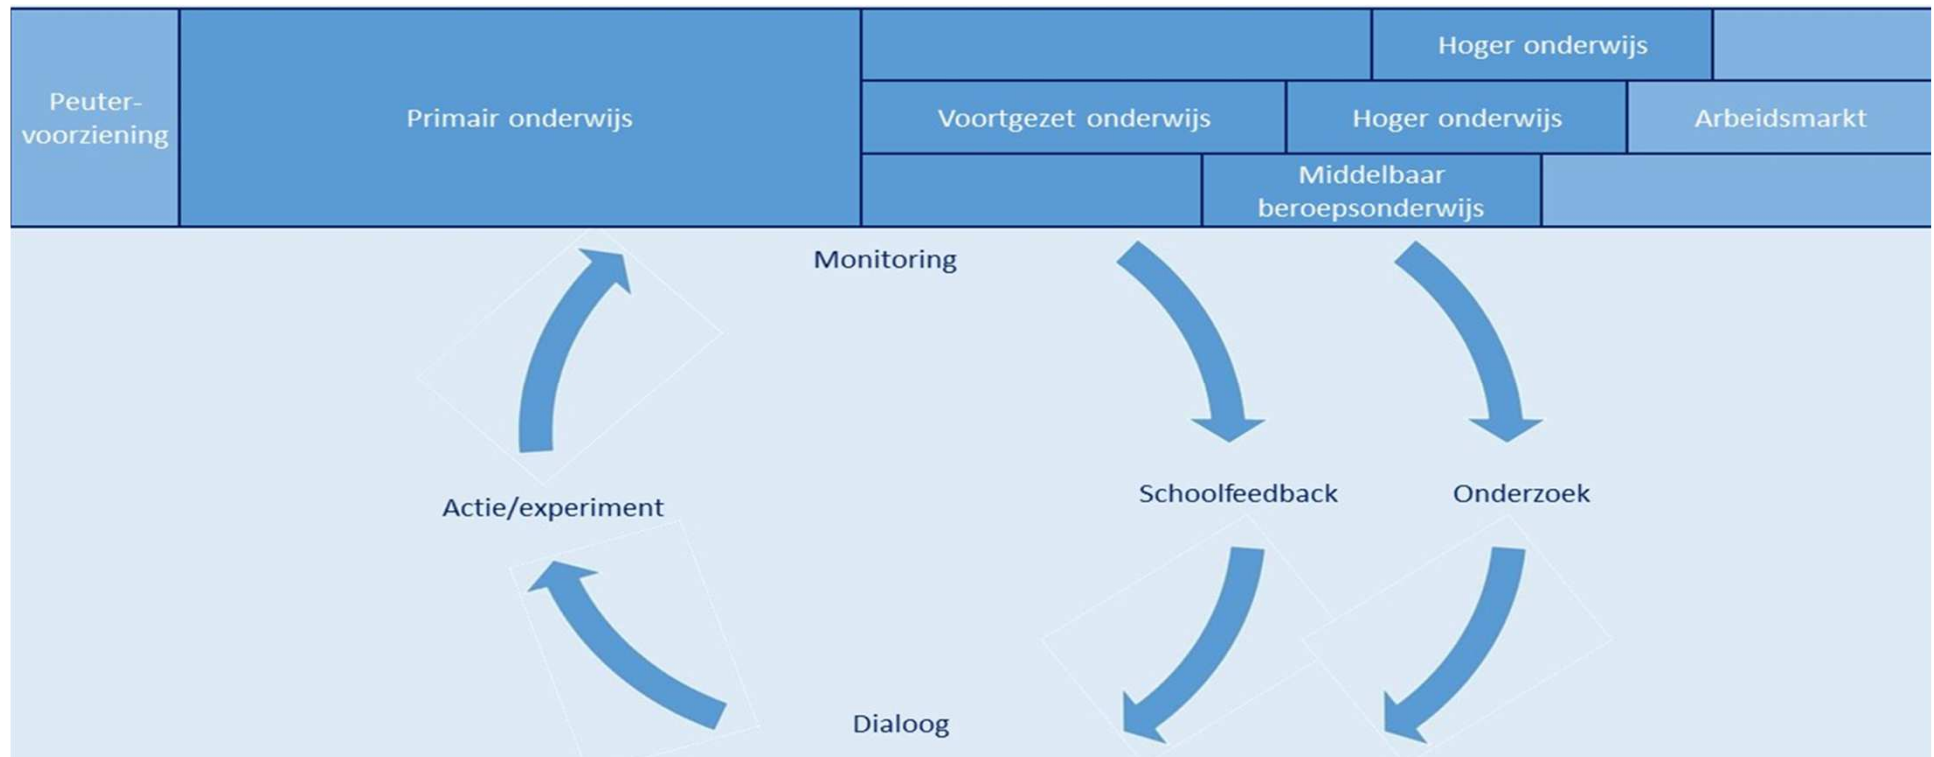 Hoger onderwijs
Peuter-
voorziening
Primair onderwijs
Voortgezet onderwijs
Hoger onderwijs
Arbeidsmarkt
Middelbaar
beroepsonderwijs
Monitoring
Schoolfeedback
Onderzoek
Actie/experiment
Dialoog